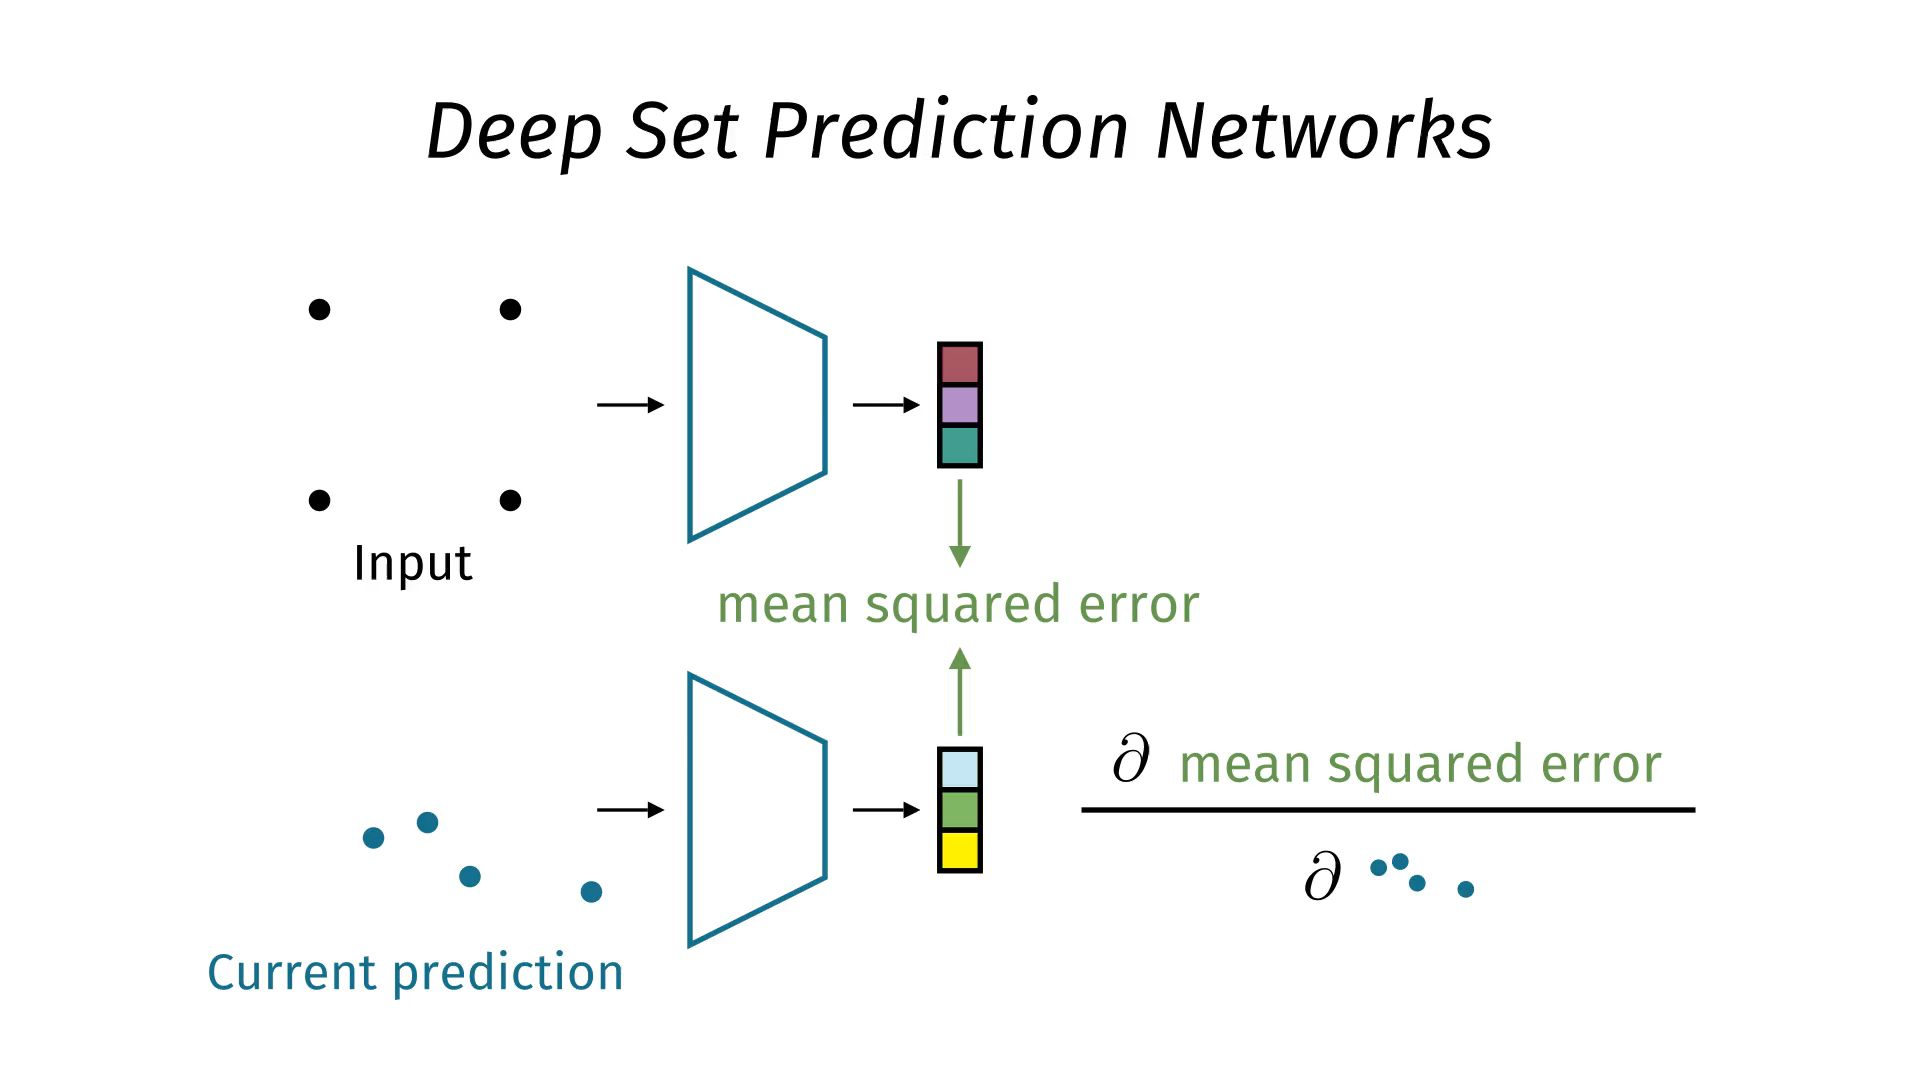 Deep Set Prediction Networks
Input
mean squared error
∂ mean squared error
∂
Current prediction